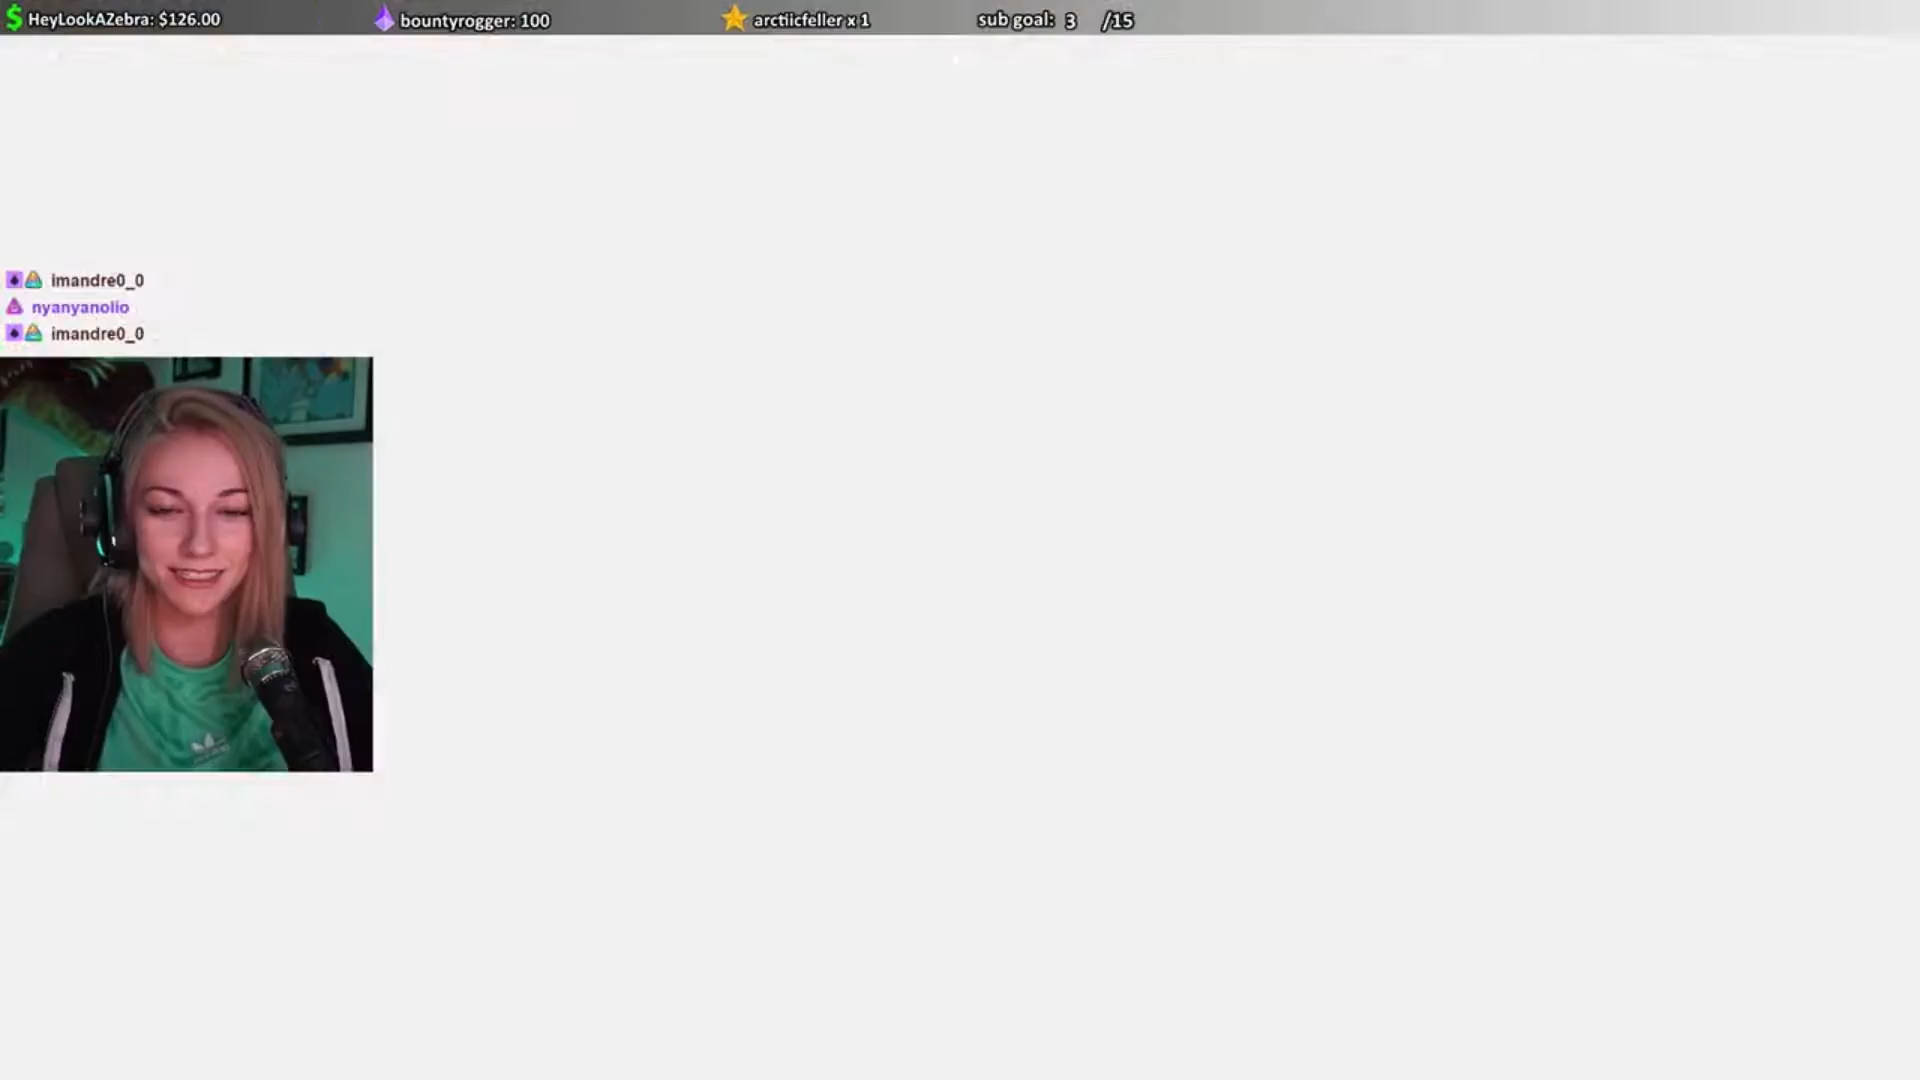 HeyLookAZebra: $126.00
bountyrogger: 100
arctiicfeller x 1
sub goal: 3 /15
imandre0_0
nyanyanolio
imandre0_0